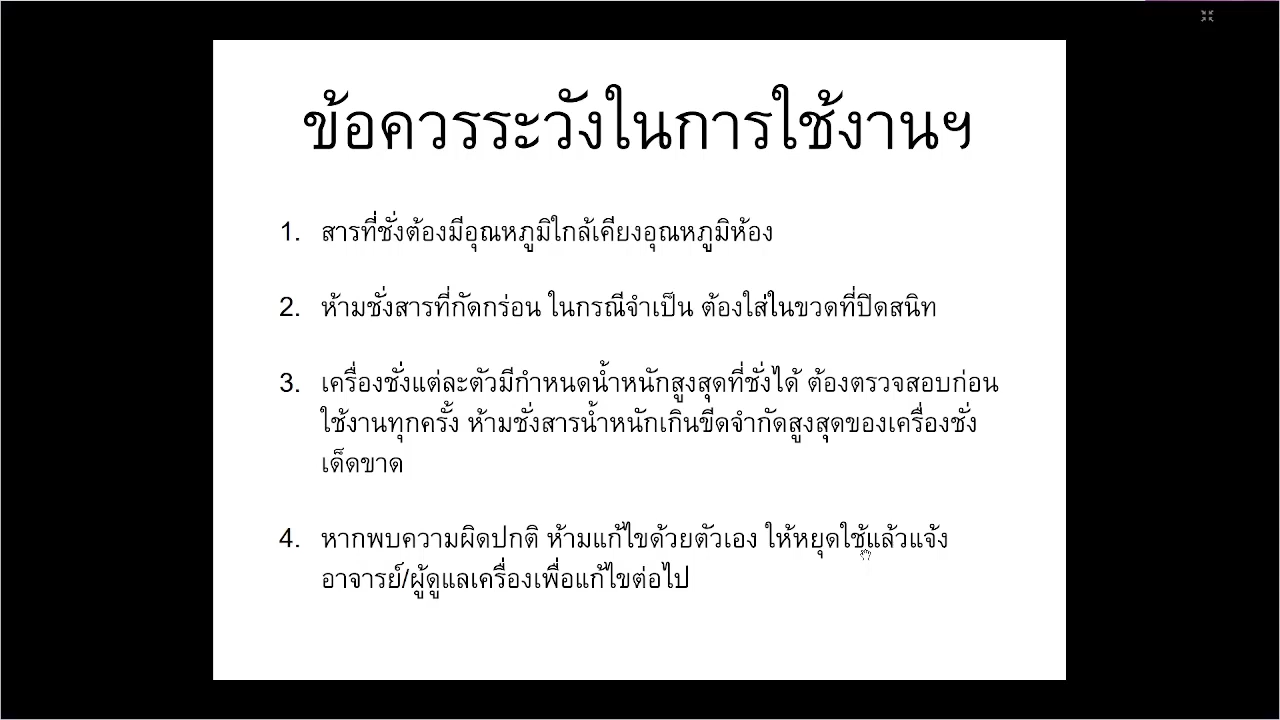 ข้อควรระวังในการใช้งานฯ
1. สารที่ชั่งต้องมีอุณหภูมิใกล้เคียงอุณหภูมิห้อง
2. ห้ามชั่งสารที่กัดกร่อน ในกรณีจำเป็น ต้องใส่ในขวดที่ปิดสนิท
3. เครื่องชั่งแต่ละตัวมีกำหนดน้ำหนักสูงสุดที่ชั่งได้ ต้องตรวจสอบก่อน
ใช้งานทุกครั้ง ห้ามชั่งสารน้ำหนักเกินขีดจำกัดสูงสุดของเครื่องชั่ง
เด็ดขาด
4. หากพบความผิดปกติ ห้ามแก้ไขด้วยตัวเอง ให้หยุดใช้แล้วแจ้ง
อาจารย์/ผู้ดูแลเครื่องเพื่อแก้ไขต่อไป